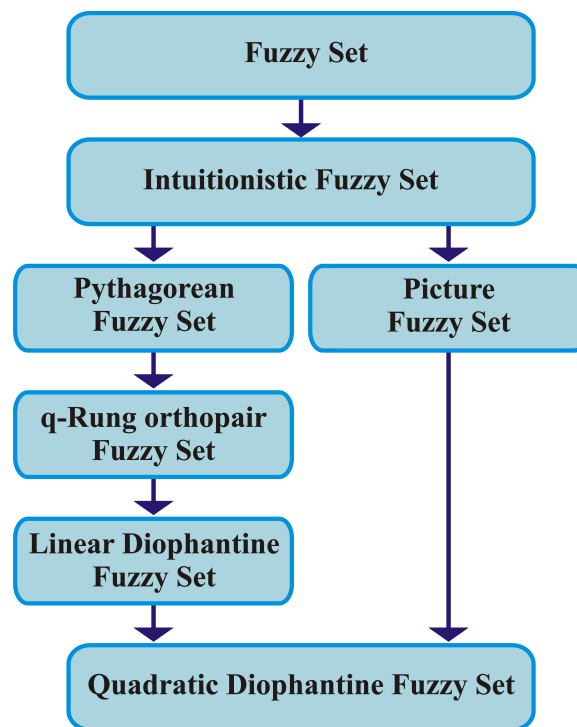 Fuzzy Set
Intuitionistic Fuzzy Set
Pythagorean
Fuzzy Set
Picture
Fuzzy Set
q-Rung orthopair
Fuzzy Set
Linear Diophantine
Fuzzy Set
Quadratic Diophantine Fuzzy Set